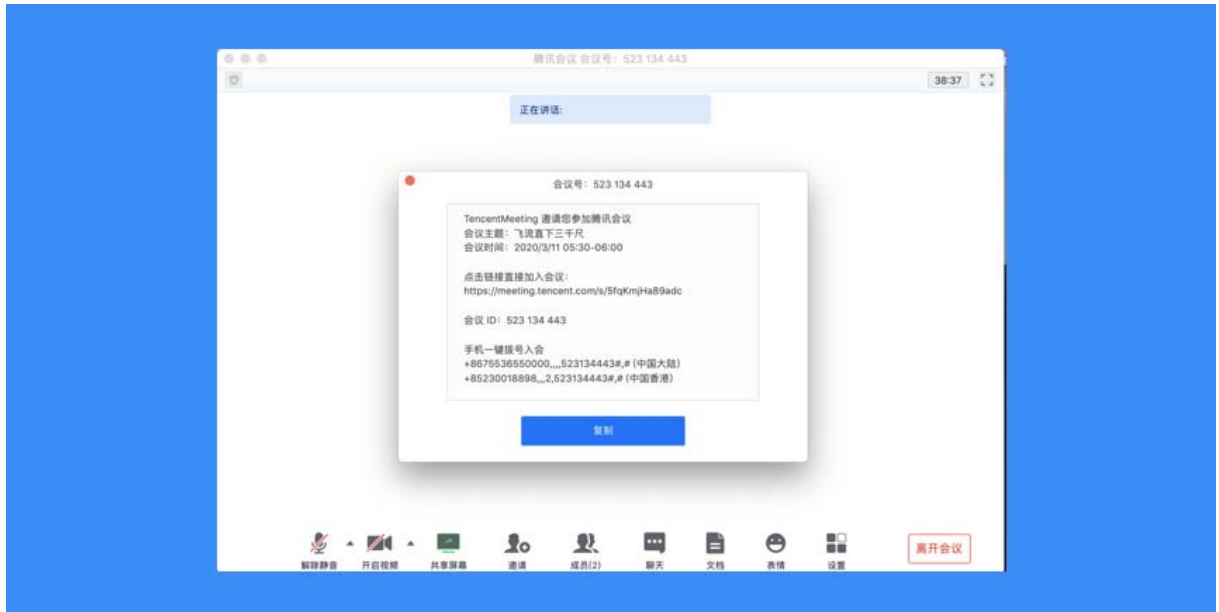 腾讯会议 会议号：523 134 443
38:37
正在讲话:
会议号：523 134 443
TencentMeeting 邀请您参加腾讯会议
会议主题：飞流直下三千尺
会议时间：2020/3/11 05:30-06:00
点击链接直接加入会议：
https://meeting.tencent.com/s/5fqKmjHa89adc
会议 ID：523 134 443
手机一键拨号入会
+8675536550000,,,,523134443#,# (中国大陆)
+85230018898,,,2,523134443#,# (中国香港)
复制
解除静音 开启视频 共享屏幕 邀请 成员(2) 聊天 文档 表情 设置 离开会议